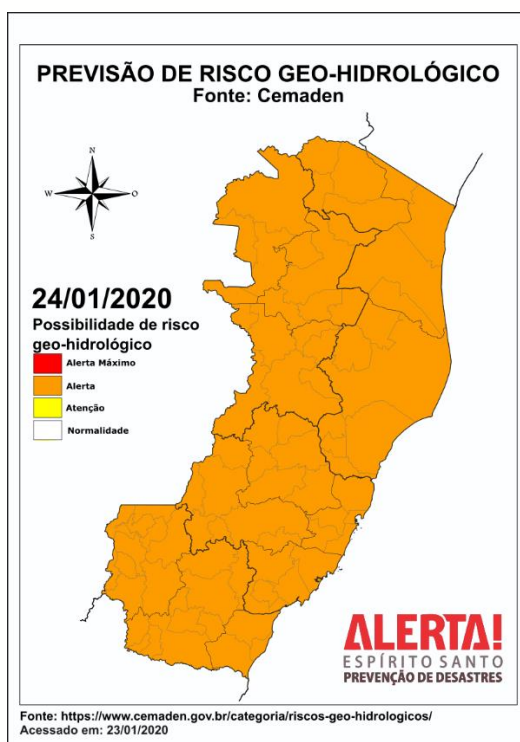 PREVISÃO DE RISCO GEO-HIDROLÓGICO
Fonte: Cemaden
N
W
O
S
24/01/2020
Possibilidade de risco
geo-hidrológico
Alerta Máximo
Alerta
Atenção
Normalidade
ALERTA!
ESPÍRITO SANTO
PREVENÇÃO DE DESASTRES
Fonte: https://www.cemaden.gov.br/categoria/riscos-geo-hidrologicos/
Acessado em: 23/01/2020